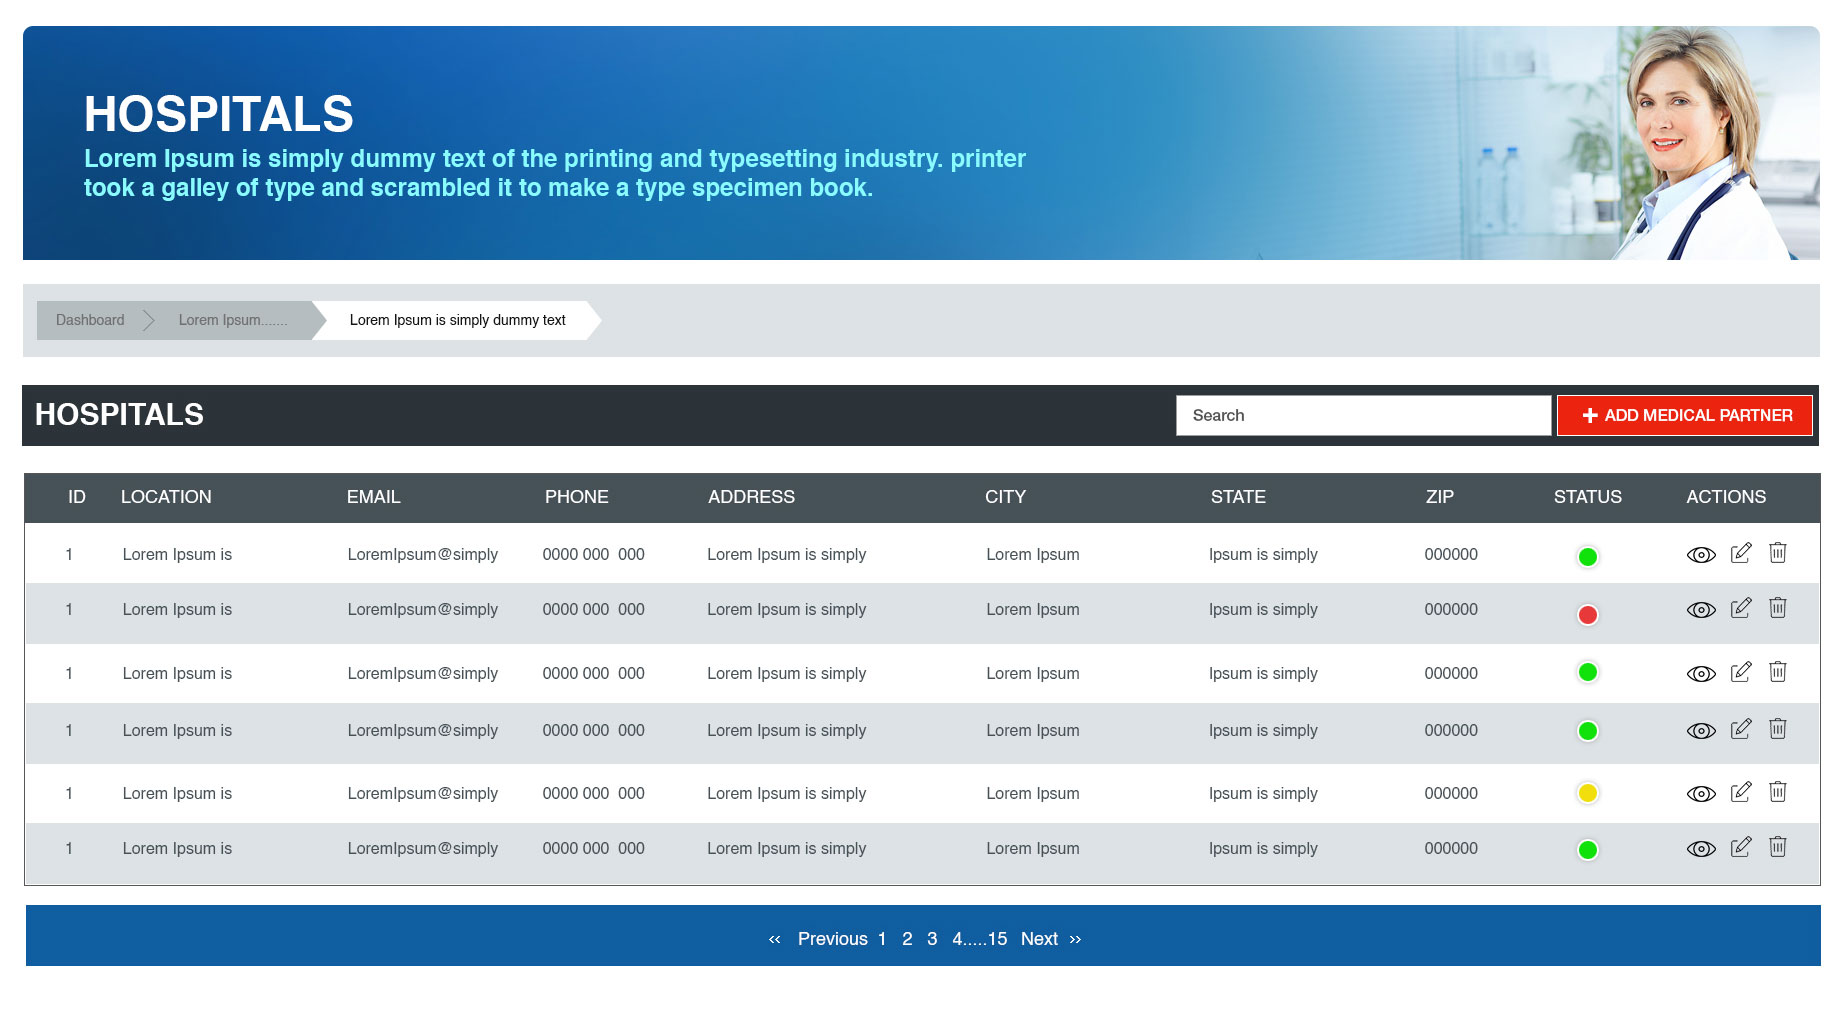 HOSPITALS
Lorem Ipsum is simply dummy text of the printing and typesetting industry. printer
took a galley of type and scrambled it to make a type specimen book.
Dashboard Lorem Ipsum....... Lorem Ipsum is simply dummy text
HOSPITALS Search + ADD MEDICAL PARTNER
ID LOCATION EMAIL PHONE ADDRESS CITY STATE ZIP STATUS ACTIONS
1 Lorem Ipsum is LoremIpsum@simply 0000 000 000 Lorem Ipsum is simply Lorem Ipsum Ipsum is simply 000000
1 Lorem Ipsum is LoremIpsum@simply 0000 000 000 Lorem Ipsum is simply Lorem Ipsum Ipsum is simply 000000
1 Lorem Ipsum is LoremIpsum@simply 0000 000 000 Lorem Ipsum is simply Lorem Ipsum Ipsum is simply 000000
1 Lorem Ipsum is LoremIpsum@simply 0000 000 000 Lorem Ipsum is simply Lorem Ipsum Ipsum is simply 000000
1 Lorem Ipsum is LoremIpsum@simply 0000 000 000 Lorem Ipsum is simply Lorem Ipsum Ipsum is simply 000000
1 Lorem Ipsum is LoremIpsum@simply 0000 000 000 Lorem Ipsum is simply Lorem Ipsum Ipsum is simply 000000
‹‹ Previous 1 2 3 4.....15 Next ››